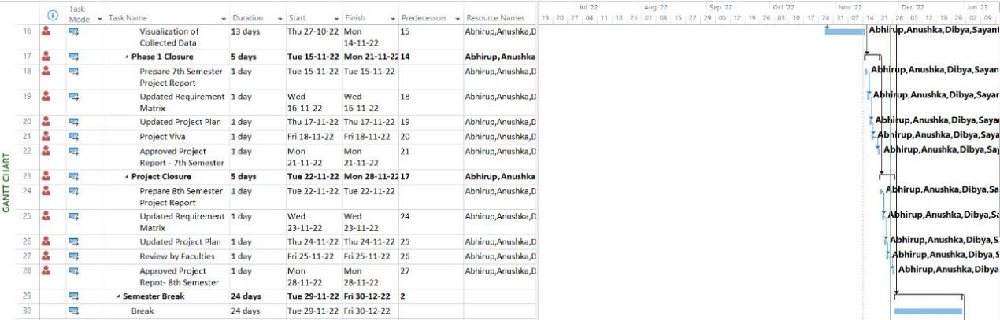 Task
Mode Task Name Duration Start Finish Predecessors Resource Names
Jul '22 Aug '22 Sep '22 Oct '22 Nov '22 Dec '22 Jan '23
13 20 27 04 11 18 25 01 08 15 22 29 05 12 19 26 03 10 17 24 31 07 14 21 28 05 12 19 26 02 09
GANTT CHART
16 Visualization of 13 days Thu 27-10-22 Mon 15 Abhirup,Anushka,D Abhirup,Anushka,Dibya,Sayant
Collected Data 14-11-22
17 Phase 1 Closure 5 days Tue 15-11-22 Mon 21-11-22 14 Abhirup,Anushka
18 Prepare 7th Semester 1 day Tue 15-11-22 Tue 15-11-22 Abhirup,Anushka,D Abhirup,Anushka,Dibya,Sayan
Project Report
19 Updated Requirement 1 day Wed Wed 18 Abhirup,Anushka,D Abhirup,Anushka,Dibya,Sayar
Matrix 16-11-22 16-11-22
20 Updated Project Plan 1 day Thu 17-11-22 Thu 17-11-22 19 Abhirup,Anushka,D Abhirup,Anushka,Dibya,Saya
21 Project Viva 1 day Fri 18-11-22 Fri 18-11-22 20 Abhirup,Anushka,D Abhirup,Anushka,Dibya,Saya
22 Approved Project 1 day Mon Mon 21 Abhirup,Anushka,D Abhirup,Anushka,Dibya,Say
Report - 7th Semester 21-11-22 21-11-22
23 Project Closure 5 days Tue 22-11-22 Mon 28-11-22 17 Abhirup,Anushka
24 Prepare 8th Semester 1 day Tue 22-11-22 Tue 22-11-22 Abhirup,Anushka,D Abhirup,Anushka,Dibya,Sa
Project Report
25 Updated Requirement 1 day Wed Wed 24 Abhirup,Anushka,D Abhirup,Anushka,Dibya,Sa
Matrix 23-11-22 23-11-22
26 Updated Project Plan 1 day Thu 24-11-22 Thu 24-11-22 25 Abhirup,Anushka,D Abhirup,Anushka,Dibya,S
27 Review by Faculties 1 day Fri 25-11-22 Fri 25-11-22 26 Abhirup,Anushka,D Abhirup,Anushka,Dibya,S
28 Approved Project 1 day Mon Mon 27 Abhirup,Anushka,D Abhirup,Anushka,Dibya
Repot- 8th Semester 28-11-22 28-11-22
29 Semester Break 24 days Tue 29-11-22 Fri 30-12-22 2
30 Break 24 days Tue 29-11-22 Fri 30-12-22